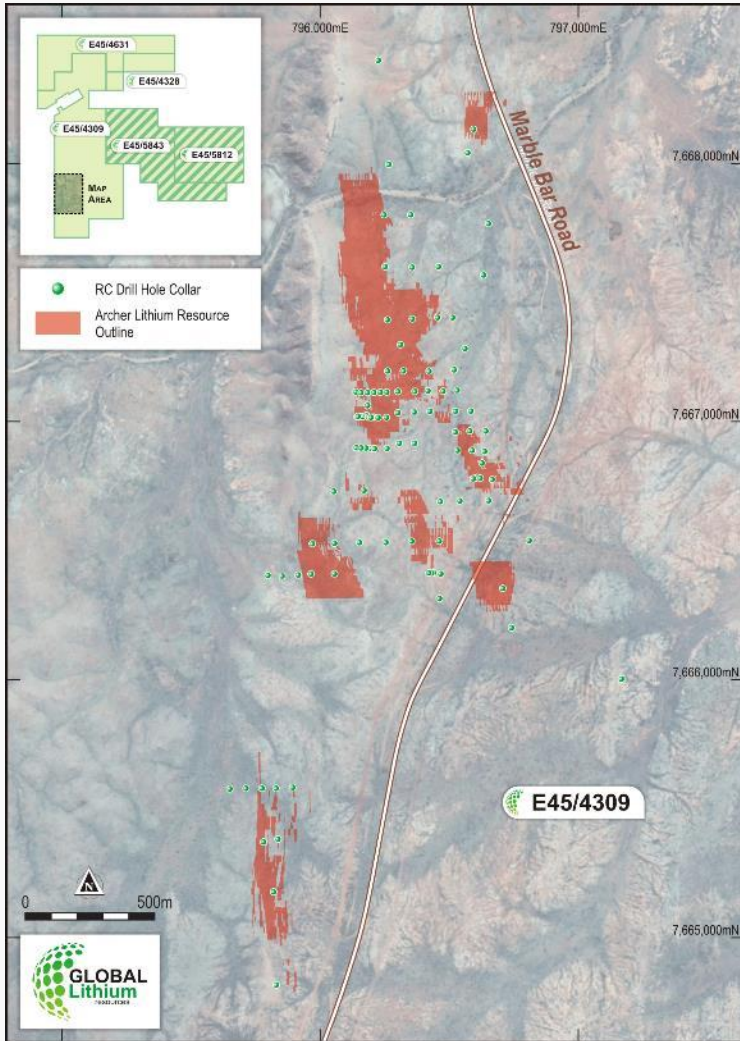 796.000mE
797,000mE
E45/4631
E45/4328
E45/4309
E45/5843
E45/5812
MAP
AREA
Marble Bar Road
7,668,000mN
RC Drill Hole Collar
Archer Lithium Resource
Outline
7,667,000mN
7,666,000mN
E45/4309
N
0
500m
7,665,000mN
GLOBAL
Lithium
resources